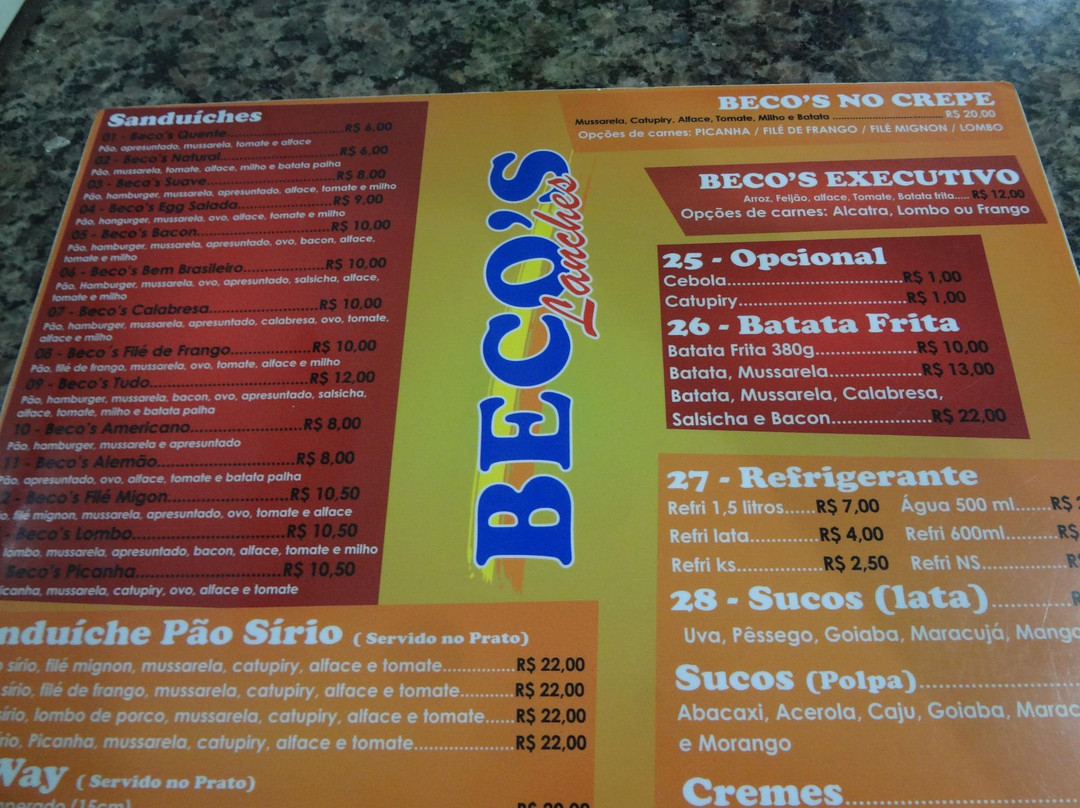 Sanduíches
01 - Beco's Quente....................R$ 6,00
Pão, apresuntado, mussarela, tomate e alface
02 - Beco's Natural....................R$ 6,00
Pão, mussarela, tomate, alface, milho e batata palha
03 - Beco's Suave....................R$ 8,00
Pão, hamburger, mussarela, apresuntado, alface, tomate e milho
04 - Beco's Egg Salada....................R$ 9,00
Pão, hangurger, mussarela, ovo, alface, tomate e milho
05 - Beco's Bacon....................R$ 10,00
Pão, hamburger, mussarela, apresuntado, ovo, bacon, alface,
tomate e milho
06 - Beco's Bem Brasileiro....................R$ 10,00
Pão, Hamburger, mussarela, ovo, apresuntado, salsicha, alface,
tomate e milho
07 - Beco's Calabresa....................R$ 10,00
Pão, hamburger, mussarela, apresuntado, calabresa, ovo, tomate,
alface e milho
08 - Beco's Filé de Frango....................R$ 10,00
Pão, filé de frango, mussarela, ovo, tomate, alface e milho
09 - Beco's Tudo....................R$ 12,00
Pão, hamburger, mussarela, bacon, ovo, apresuntado, salsicha,
alface, tomate, milho e batata palha
10 - Beco's Americano....................R$ 8,00
Pão, hamburger, mussarela e apresuntado
11 - Beco's Alemão....................R$ 8,00
Pão, apresuntado, ovo, alface, tomate e batata palha
2 - Beco's Filé Migon....................R$ 10,50
filé mignon, mussarela, apresuntado, ovo, tomate e alface
- Beco's Lombo....................R$ 10,50
lombo, mussarela, apresuntado, bacon, alface, tomate e milho
Beco's Picanha....................R$ 10,50
icanha, mussarela, catupiry, ovo, alface e tomate
nduíche Pão Sírio (Servido no Prato)
sírio, filé mignon, mussarela, catupiry, alface e tomate.............R$ 22,00
sírio, filé de frango, mussarela, catupiry, alface e tomate..........R$ 22,00
írio, lombo de porco, mussarela, catupiry, alface e tomate......R$ 22,00
rio, Picanha, mussarela, catupiry, alface e tomate.................R$ 22,00
Way (Servido no Prato)
(15cm)
R$ 20,00
BECO'S
Lanches
BECO'S NO CREPE
Mussarela, Catupiry, Alface, Tomate, Milho e Batata ....................R$ 20,00
Opções de carnes: PICANHA / FILÉ DE FRANGO / FILÉ MIGNON / LOMBO
BECO'S EXECUTIVO
Arroz, Feijão, alface, Tomate, Batata frita.....R$ 12,00
Opções de carnes: Alcatra, Lombo ou Frango
25 - Opcional
Cebola....................R$ 1,00
Catupiry....................R$ 1,00
26 - Batata Frita
Batata Frita 380g....................R$ 10,00
Batata, Mussarela....................R$ 13,00
Batata, Mussarela, Calabresa,
Salsicha e Bacon....................R$ 22,00
27 - Refrigerante
Refri 1,5 litros......R$ 7,00 Água 500 ml.......R$
Refri lata............R$ 4,00 Refri 600ml..........R$
Refri ks...............R$ 2,50 Refri NS..............
28 - Sucos (lata)............
Uva, Pêssego, Goiaba, Maracujá, Manga
Sucos (Polpa)....................
Abacaxi, Acerola, Caju, Goiaba, Marac
e Morango
Cremes....................